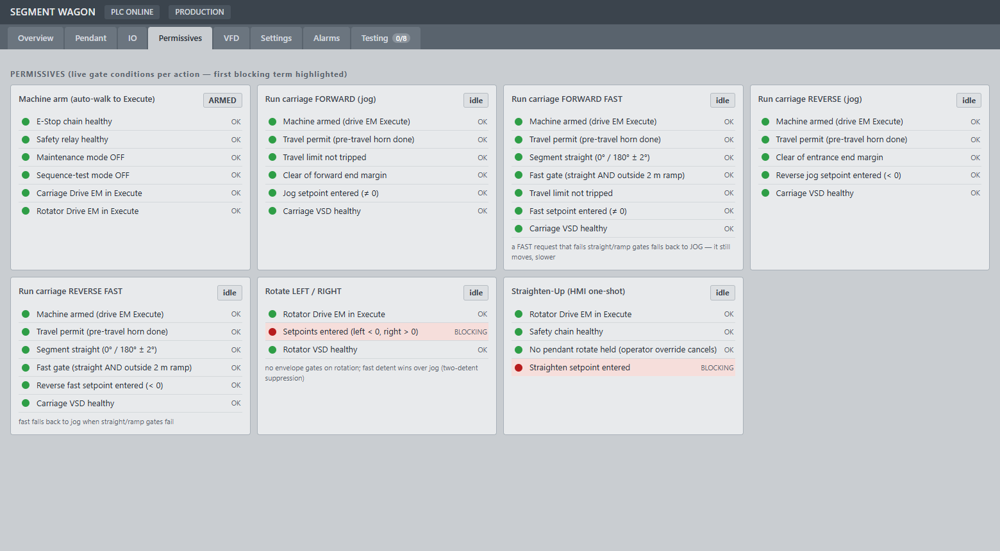 SEGMENT WAGON
PLC ONLINE
PRODUCTION
Overview
Pendant
IO
Permissives
VFD
Settings
Alarms
Testing 0/8
PERMISSIVES (live gate conditions per action — first blocking term highlighted)
Machine arm (auto-walk to Execute) ARMED
E-Stop chain healthy OK
Safety relay healthy OK
Maintenance mode OFF OK
Sequence-test mode OFF OK
Carriage Drive EM in Execute OK
Rotator Drive EM in Execute OK
Run carriage FORWARD (jog) idle
Machine armed (drive EM Execute) OK
Travel permit (pre-travel horn done) OK
Travel limit not tripped OK
Clear of forward end margin OK
Jog setpoint entered (≠ 0) OK
Carriage VSD healthy OK
Run carriage FORWARD FAST idle
Machine armed (drive EM Execute) OK
Travel permit (pre-travel horn done) OK
Segment straight (0° / 180° ± 2°) OK
Fast gate (straight AND outside 2 m ramp) OK
Travel limit not tripped OK
Fast setpoint entered (≠ 0) OK
Carriage VSD healthy OK
a FAST request that fails straight/ramp gates falls back to JOG — it still
moves, slower
Run carriage REVERSE (jog) idle
Machine armed (drive EM Execute) OK
Travel permit (pre-travel horn done) OK
Clear of entrance end margin OK
Reverse jog setpoint entered (< 0) OK
Carriage VSD healthy OK
Run carriage REVERSE FAST idle
Machine armed (drive EM Execute) OK
Travel permit (pre-travel horn done) OK
Segment straight (0° / 180° ± 2°) OK
Fast gate (straight AND outside 2 m ramp) OK
Reverse fast setpoint entered (< 0) OK
Carriage VSD healthy OK
fast falls back to jog when straight/ramp gates fail
Rotate LEFT / RIGHT idle
Rotator Drive EM in Execute OK
Setpoints entered (left < 0, right > 0) BLOCKING
Rotator VSD healthy OK
no envelope gates on rotation; fast detent wins over jog (two-detent
suppression)
Straighten-Up (HMI one-shot) idle
Rotator Drive EM in Execute OK
Safety chain healthy OK
No pendant rotate held (operator override cancels) OK
Straighten setpoint entered BLOCKING